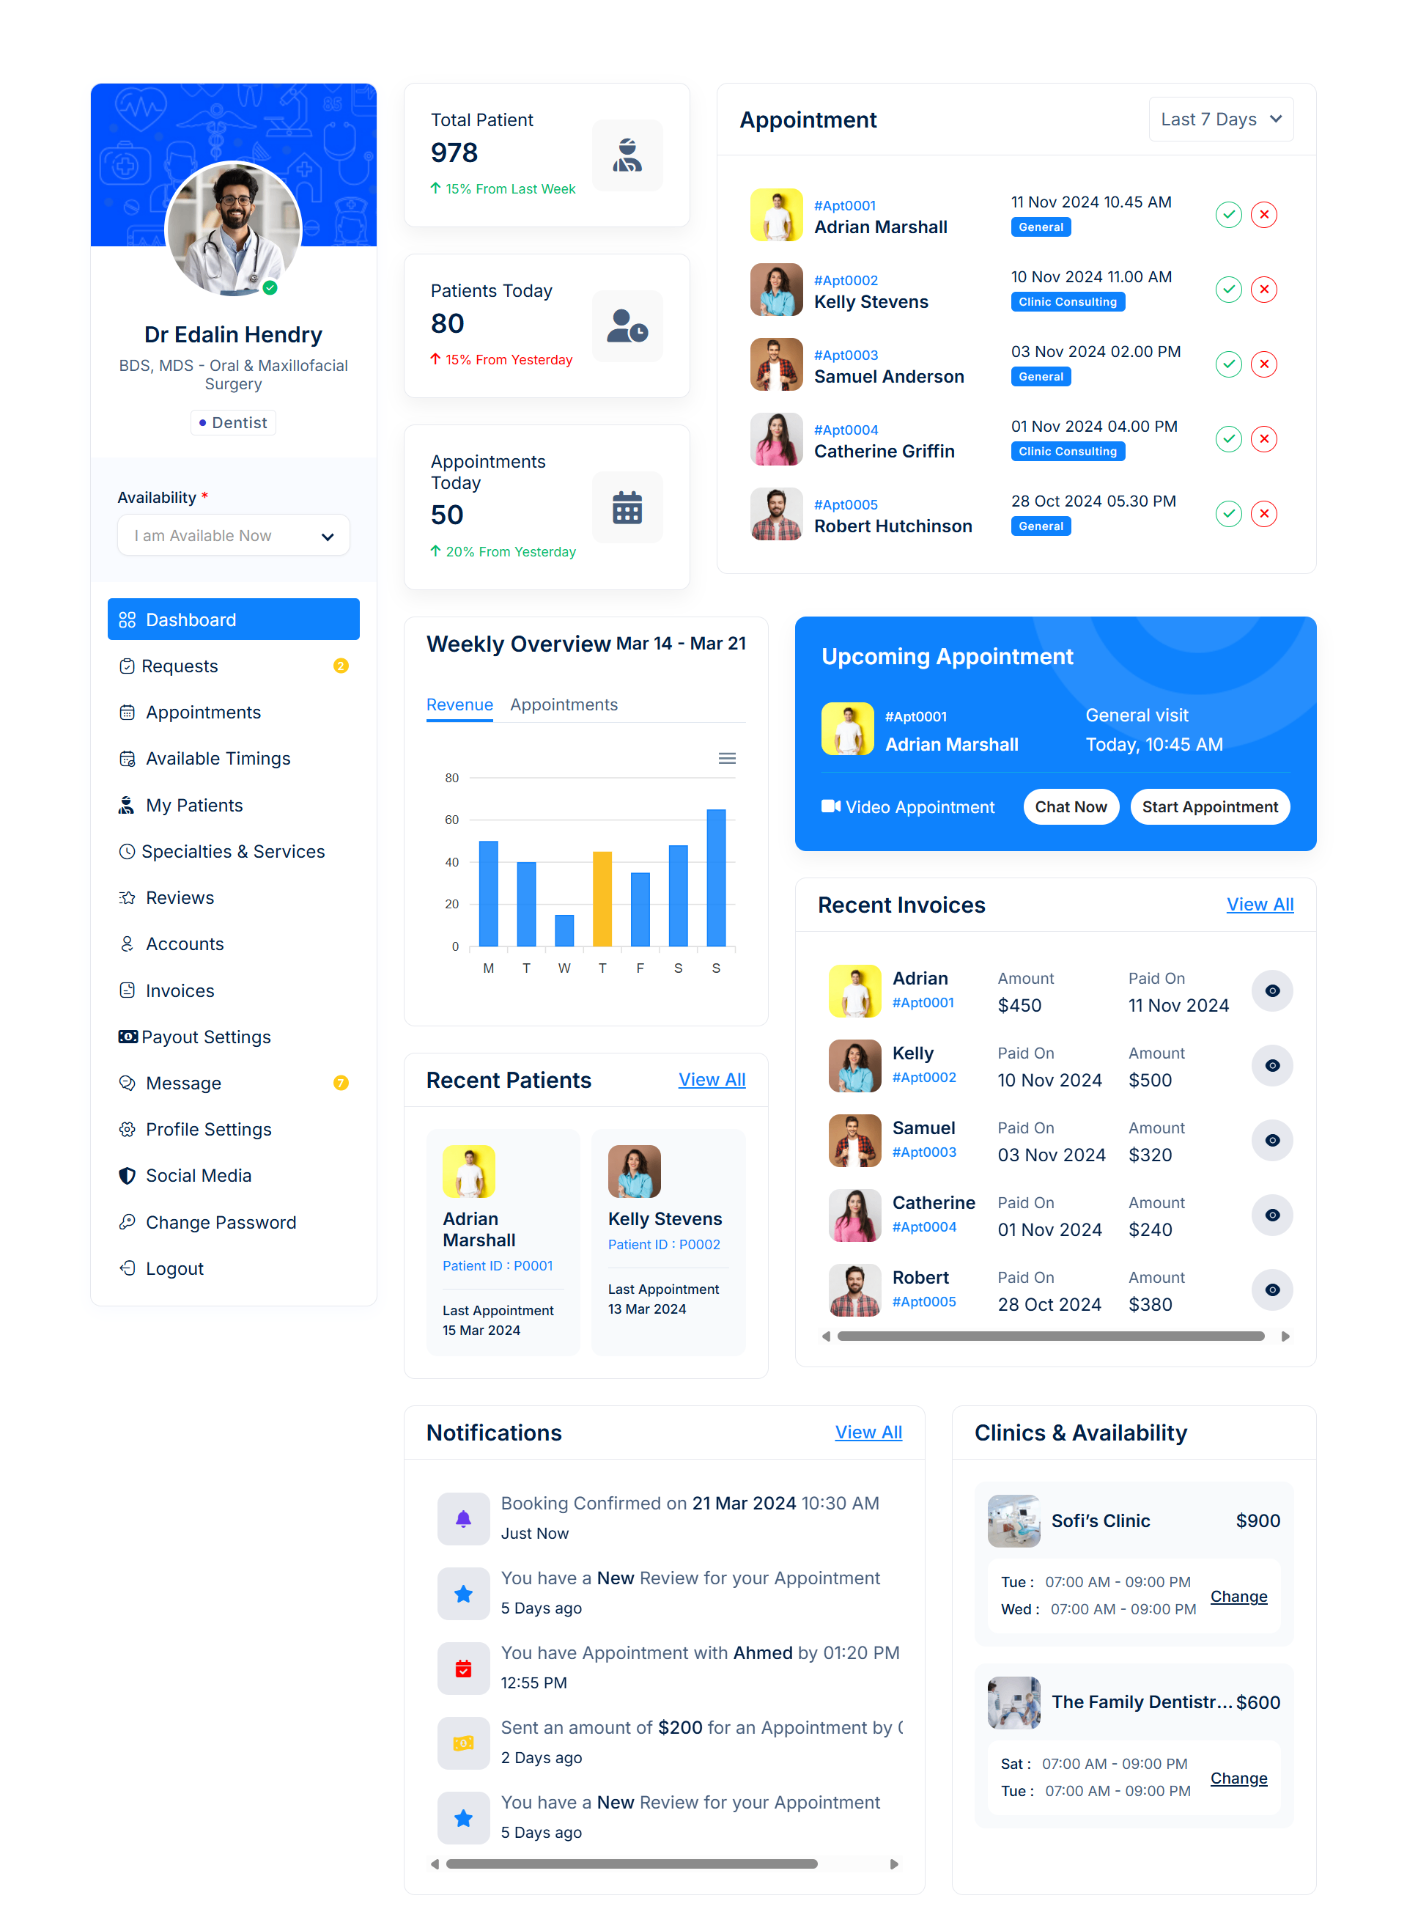 Dr Edalin Hendry
BDS, MDS - Oral & Maxillofacial
Surgery
Dentist
Availability *
I am Available Now
Dashboard
Requests 2
Appointments
Available Timings
My Patients
Specialties & Services
Reviews
Accounts
Invoices
Payout Settings
Message 7
Profile Settings
Social Media
Change Password
Logout
Total Patient
978
15% From Last Week
Patients Today
80
15% From Yesterday
Appointments
Today
50
20% From Yesterday
Appointment Last 7 Days
#Apt0001
Adrian Marshall
11 Nov 2024 10.45 AM
General
#Apt0002
Kelly Stevens
10 Nov 2024 11.00 AM
Clinic Consulting
#Apt0003
Samuel Anderson
03 Nov 2024 02.00 PM
General
#Apt0004
Catherine Griffin
01 Nov 2024 04.00 PM
Clinic Consulting
#Apt0005
Robert Hutchinson
28 Oct 2024 05.30 PM
General
Weekly Overview Mar 14 - Mar 21
Revenue Appointments
80
60
40
20
0
M T W T F S S
Upcoming Appointment
#Apt0001
Adrian Marshall
General visit
Today, 10:45 AM
Video Appointment Chat Now Start Appointment
Recent Invoices View All
Adrian
#Apt0001
Amount
$450
Paid On
11 Nov 2024
Kelly
#Apt0002
Paid On
10 Nov 2024
Amount
$500
Samuel
#Apt0003
Paid On
03 Nov 2024
Amount
$320
Catherine
#Apt0004
Paid On
01 Nov 2024
Amount
$240
Robert
#Apt0005
Paid On
28 Oct 2024
Amount
$380
Recent Patients View All
Adrian
Marshall
Patient ID : P0001
Last Appointment
15 Mar 2024
Kelly Stevens
Patient ID : P0002
Last Appointment
13 Mar 2024
Notifications View All
Booking Confirmed on 21 Mar 2024 10:30 AM
Just Now
You have a New Review for your Appointment
5 Days ago
You have Appointment with Ahmed by 01:20 PM
12:55 PM
Sent an amount of $200 for an Appointment by
2 Days ago
You have a New Review for your Appointment
5 Days ago
Clinics & Availability
Sofi’s Clinic $900
Tue : 07:00 AM - 09:00 PM
Wed : 07:00 AM - 09:00 PM
Change
The Family Dentistr... $600
Sat : 07:00 AM - 09:00 PM
Tue : 07:00 AM - 09:00 PM
Change